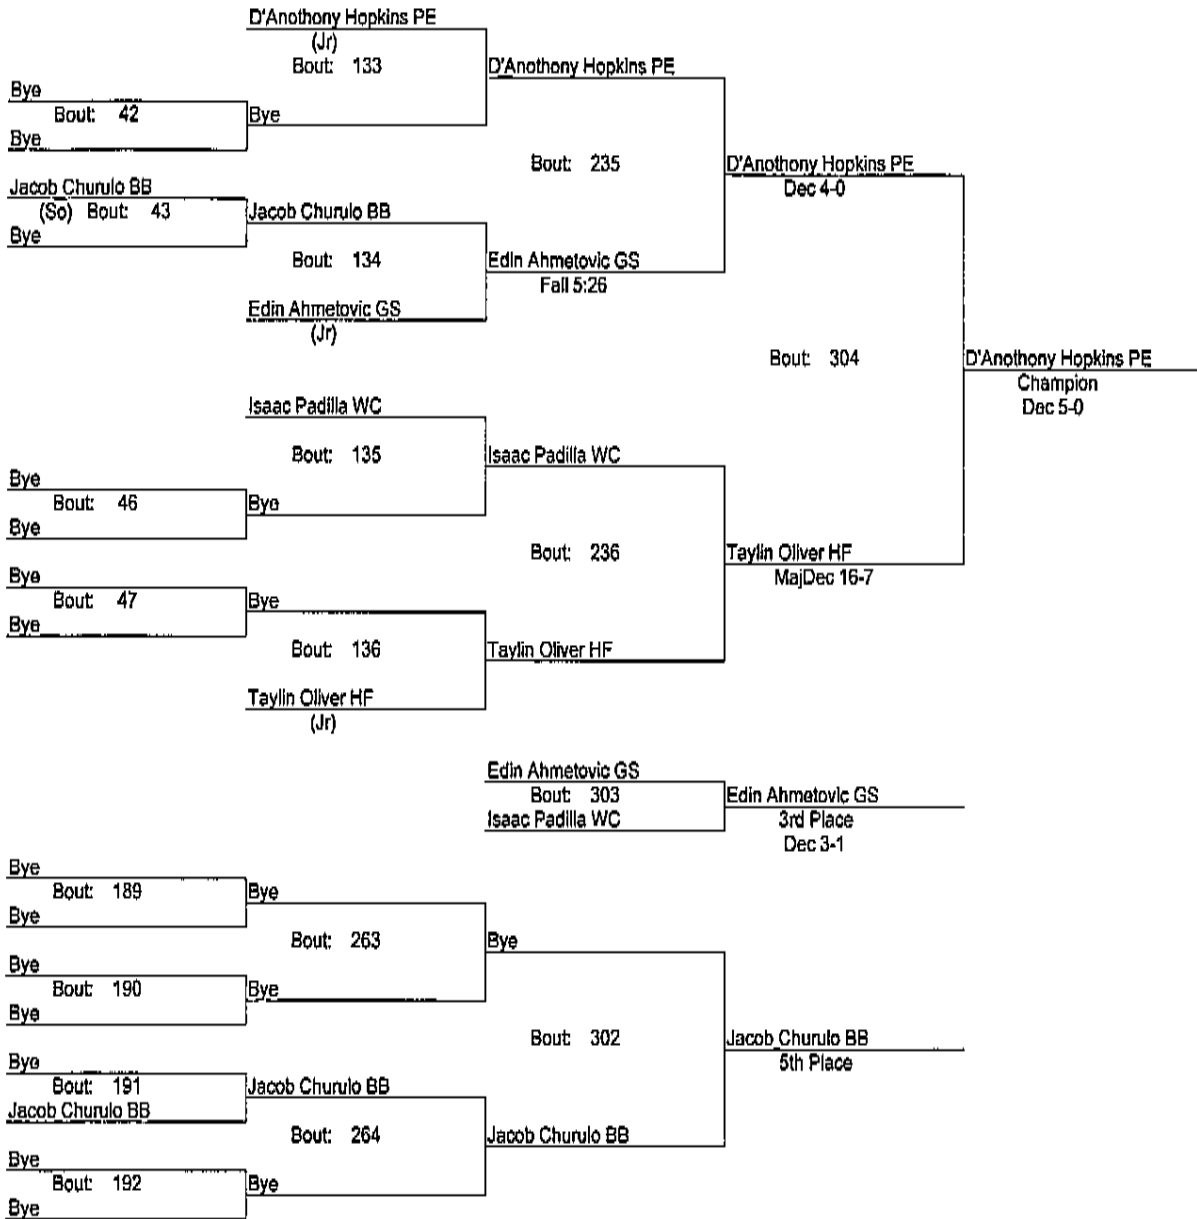 D'Anothony Hopkins PE
(Jr)
Bout: 133
D'Anothony Hopkins PE
Bye
Bout: 42
Bye
Bye
Bout: 235
D'Anothony Hopkins PE
Dec 4-0
Jacob Churulo BB
(So) Bout: 43
Jacob Churulo BB
Bye
Bout: 134
Edin Ahmetovic GS
Fall 5:26
Edin Ahmetovic GS
(Jr)
Bout: 304
D'Anothony Hopkins PE
Champion
Dec 5-0
Isaac Padilla WC
Bout: 135
Isaac Padilla WC
Bye
Bout: 46
Bye
Bye
Bout: 236
Taylin Oliver HF
MajDec 16-7
Bye
Bout: 47
Bye
Bye
Bout: 136
Taylin Oliver HF
Taylin Oliver HF
(Jr)
Edin Ahmetovic GS
Bout: 303
Edin Ahmetovic GS
Isaac Padilla WC
3rd Place
Dec 3-1
Bye
Bout: 189
Bye
Bye
Bout: 263
Bye
Bye
Bout: 190
Bye
Bye
Bout: 302
Jacob Churulo BB
5th Place
Bye
Bout: 191
Jacob Churulo BB
Jacob Churulo BB
Bout: 264
Jacob Churulo BB
Bye
Bout: 192
Bye
Bye